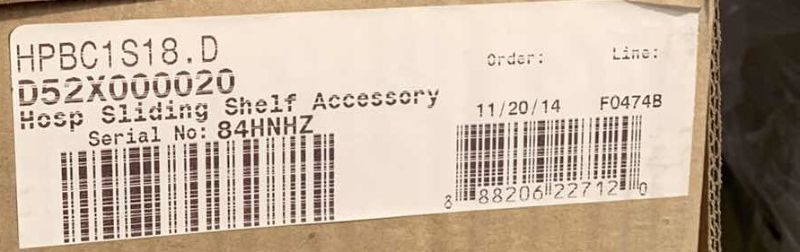 HPBC1S18.D
D52X000020
Hosp Sliding Shelf Accessory
Serial No: 84HNHZ
Order: Line:
11/20/14 F0474B
8 88206 22712 0